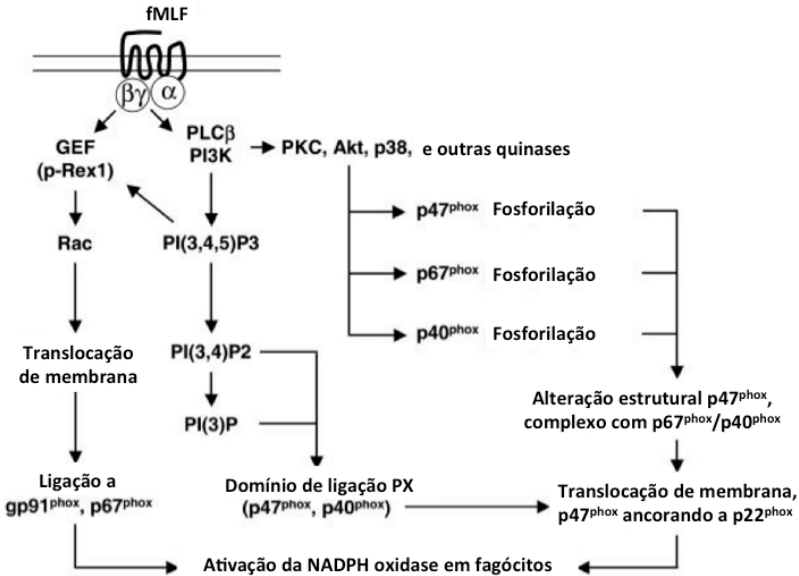 fMLF
βγ α
GEF
(p-Rex1)
PLCβ
PI3K
PKC, Akt, p38, e outras quinases
p47phox Fosforilação
Rac
PI(3,4,5)P3
p67phox Fosforilação
p40phox Fosforilação
Translocação
de membrana
PI(3,4)P2
PI(3)P
Alteração estrutural p47phox,
complexo com p67phox/p40phox
Ligação a
gp91phox, p67phox
Domínio de ligação PX
(p47phox, p40phox)
Translocação de membrana,
p47phox ancorando a p22phox
Ativação da NADPH oxidase em fagócitos